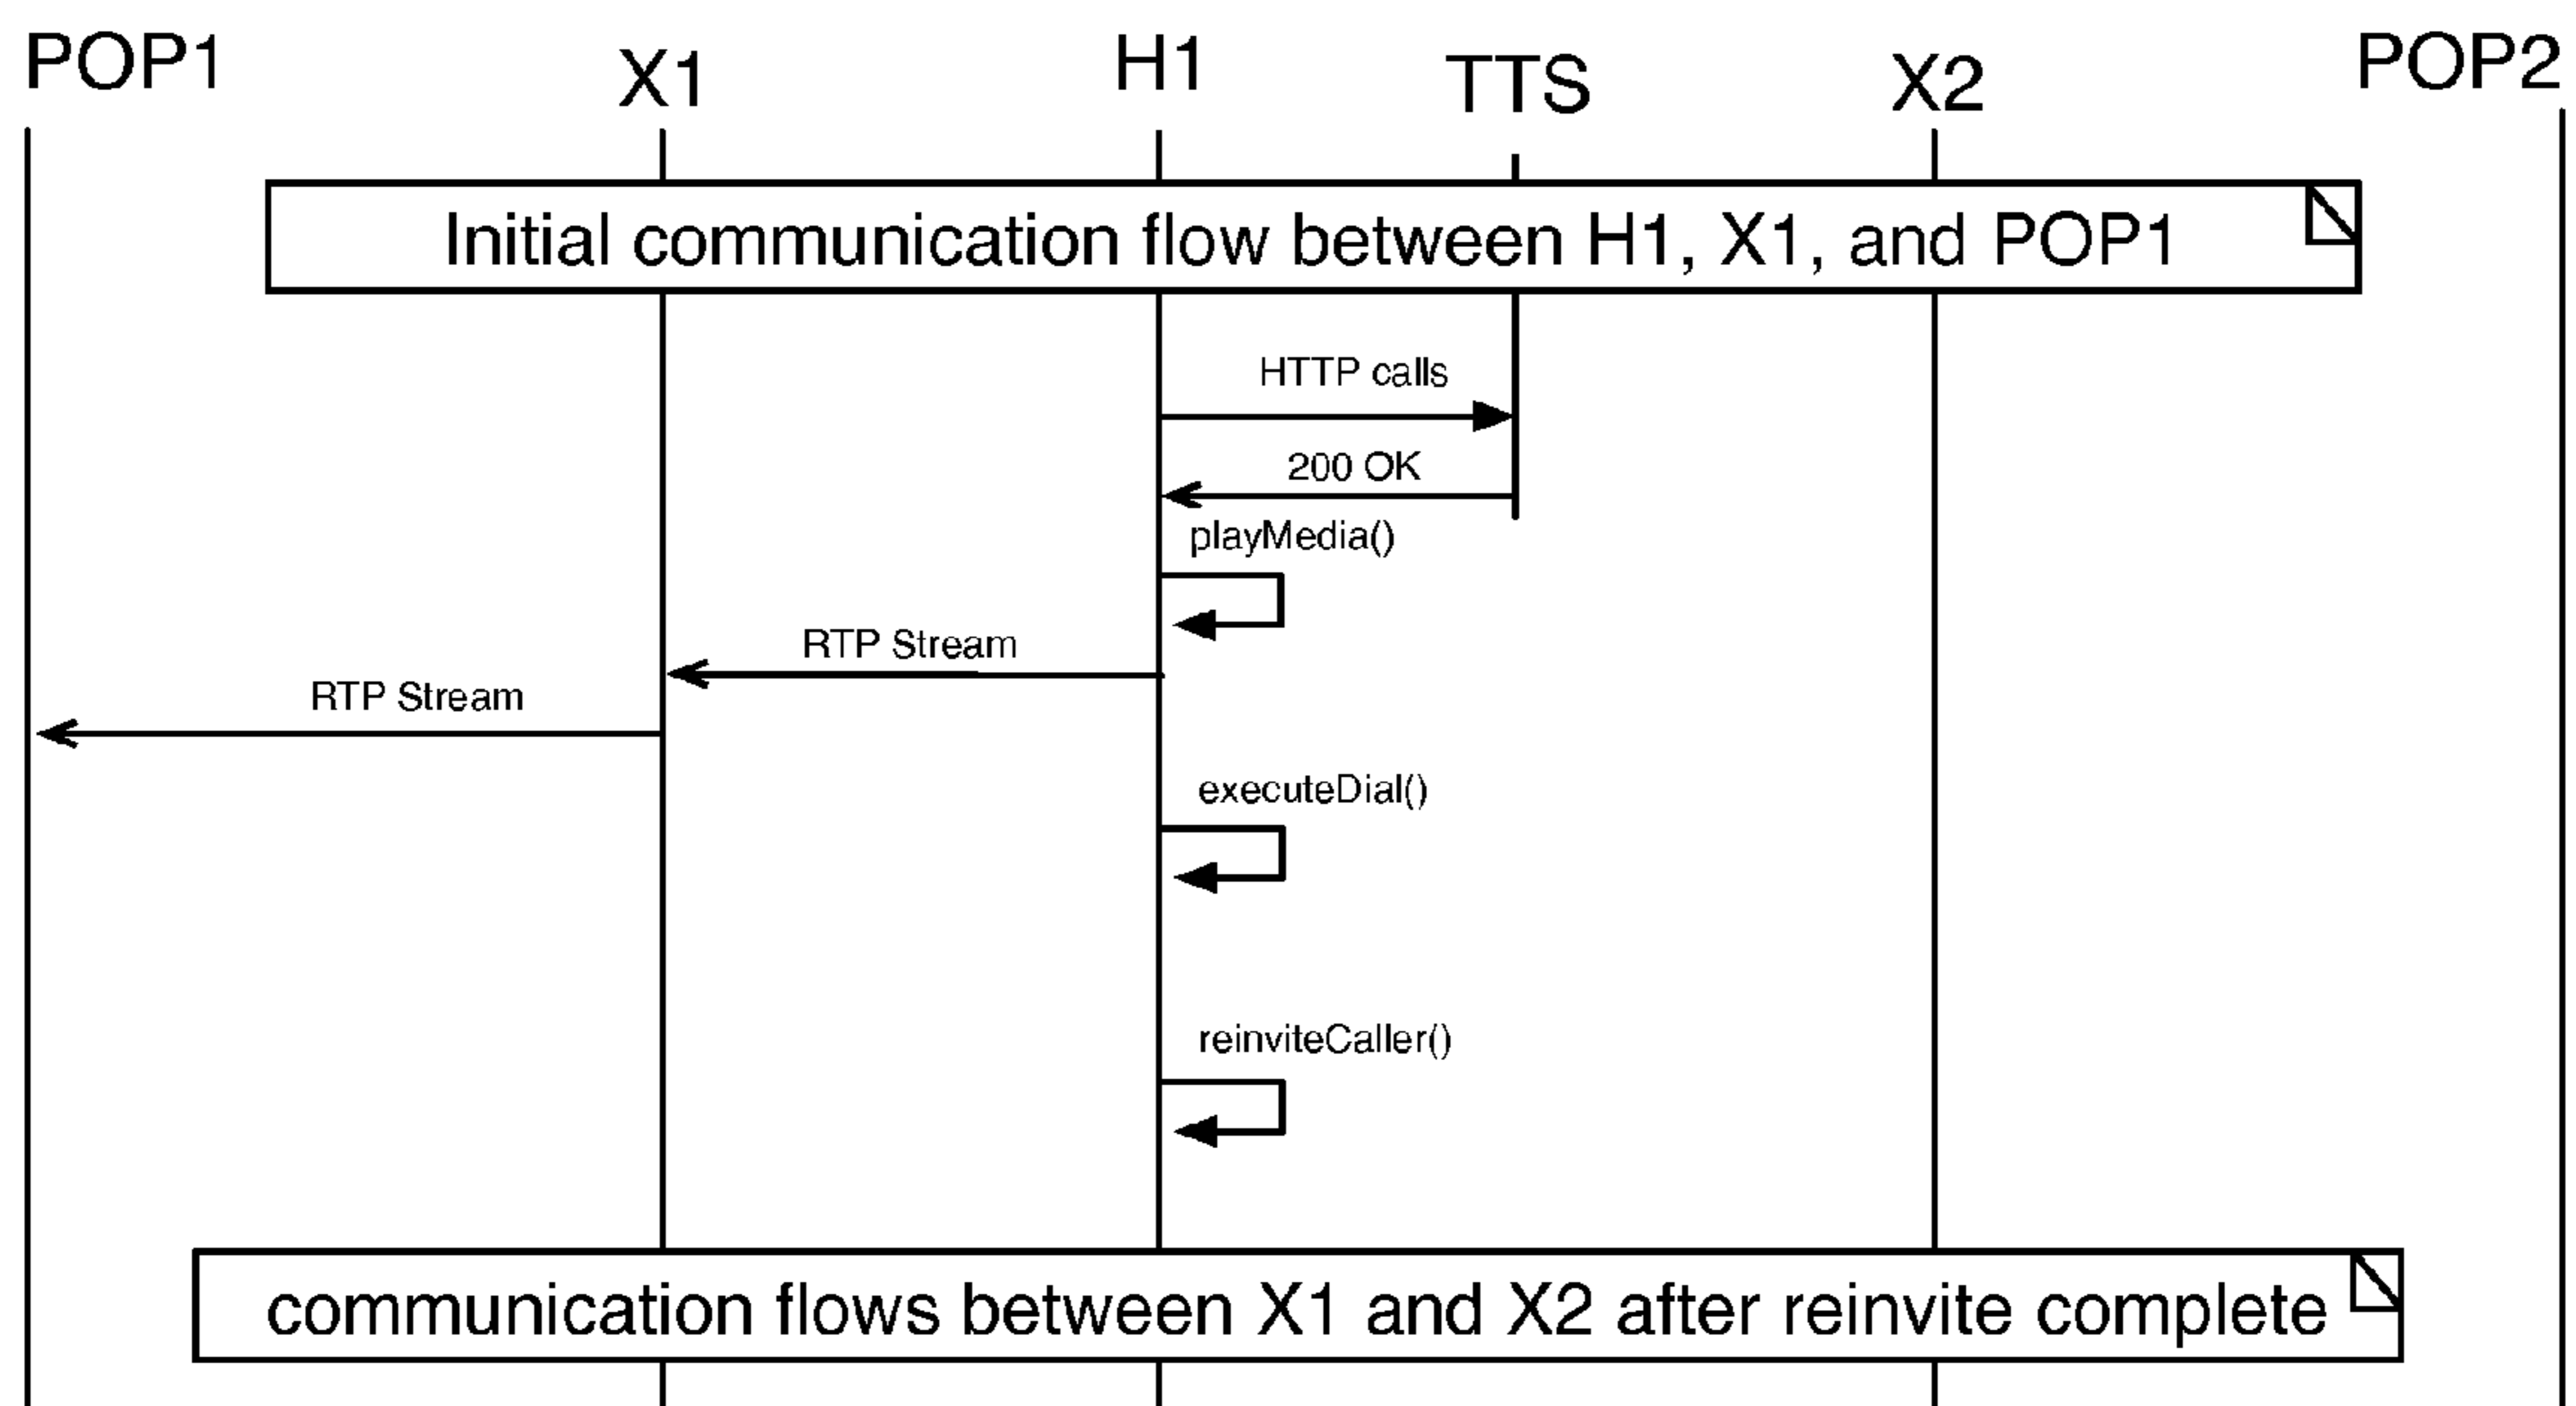 POP1
X1
H1
TTS
X2
POP2
Initial communication flow between H1, X1, and POP1
HTTP calls
200 OK
playMedia()
RTP Stream
RTP Stream
executeDial()
reinviteCaller()
communication flows between X1 and X2 after reinvite complete